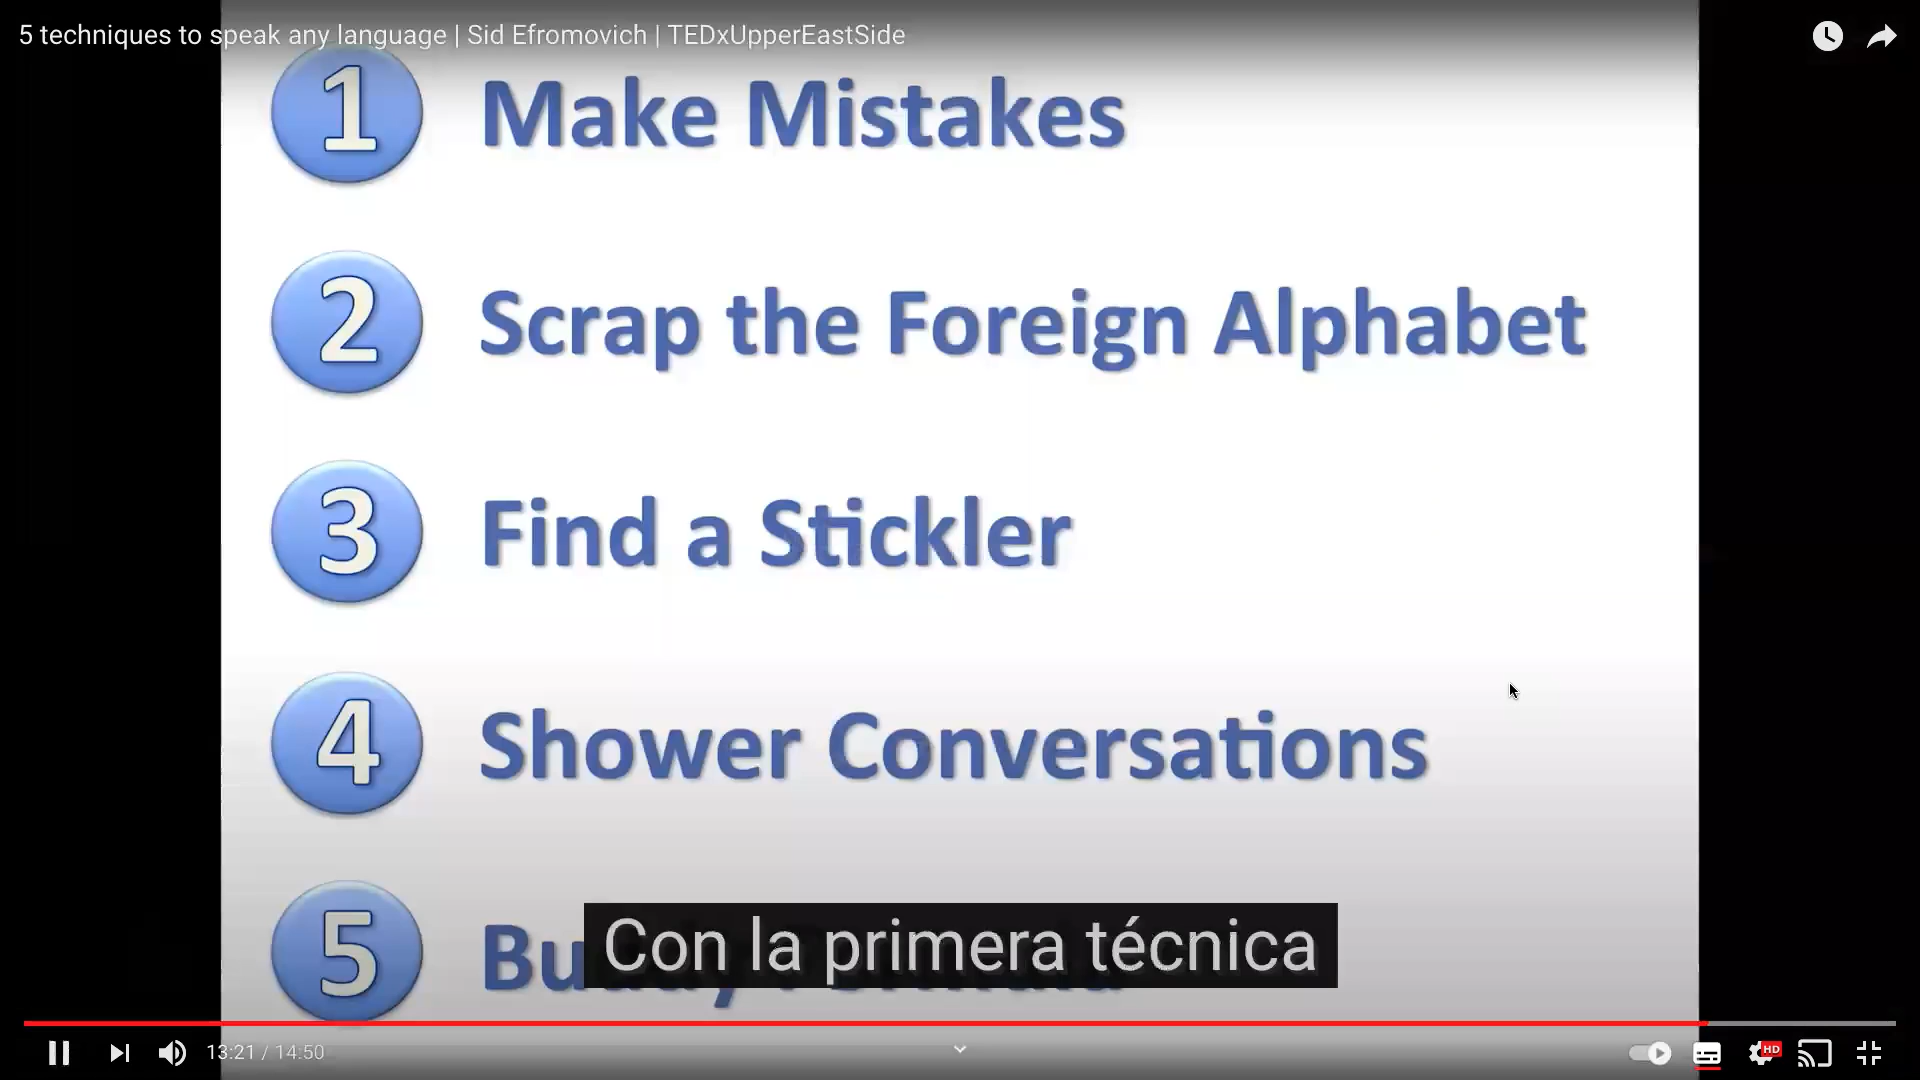 5 techniques to speak any language | Sid Efromovich | TEDxUpperEastSide
1 Make Mistakes
2 Scrap the Foreign Alphabet
3 Find a Stickler
4 Shower Conversations
5
Con la primera técnica
13:21 / 14:50
HD